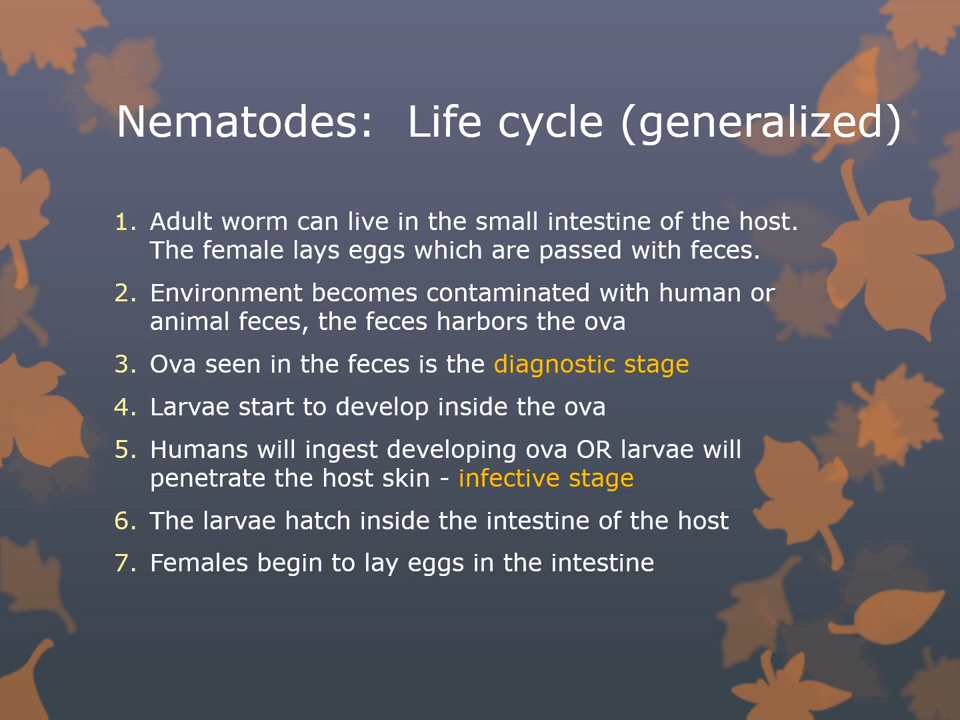 Nematodes:  Life cycle (generalized)
1. Adult worm can live in the small intestine of the host.
The female lays eggs which are passed with feces.
2. Environment becomes contaminated with human or
animal feces, the feces harbors the ova
3. Ova seen in the feces is the diagnostic stage
4. Larvae start to develop inside the ova
5. Humans will ingest developing ova OR larvae will
penetrate the host skin - infective stage
6. The larvae hatch inside the intestine of the host
7. Females begin to lay eggs in the intestine